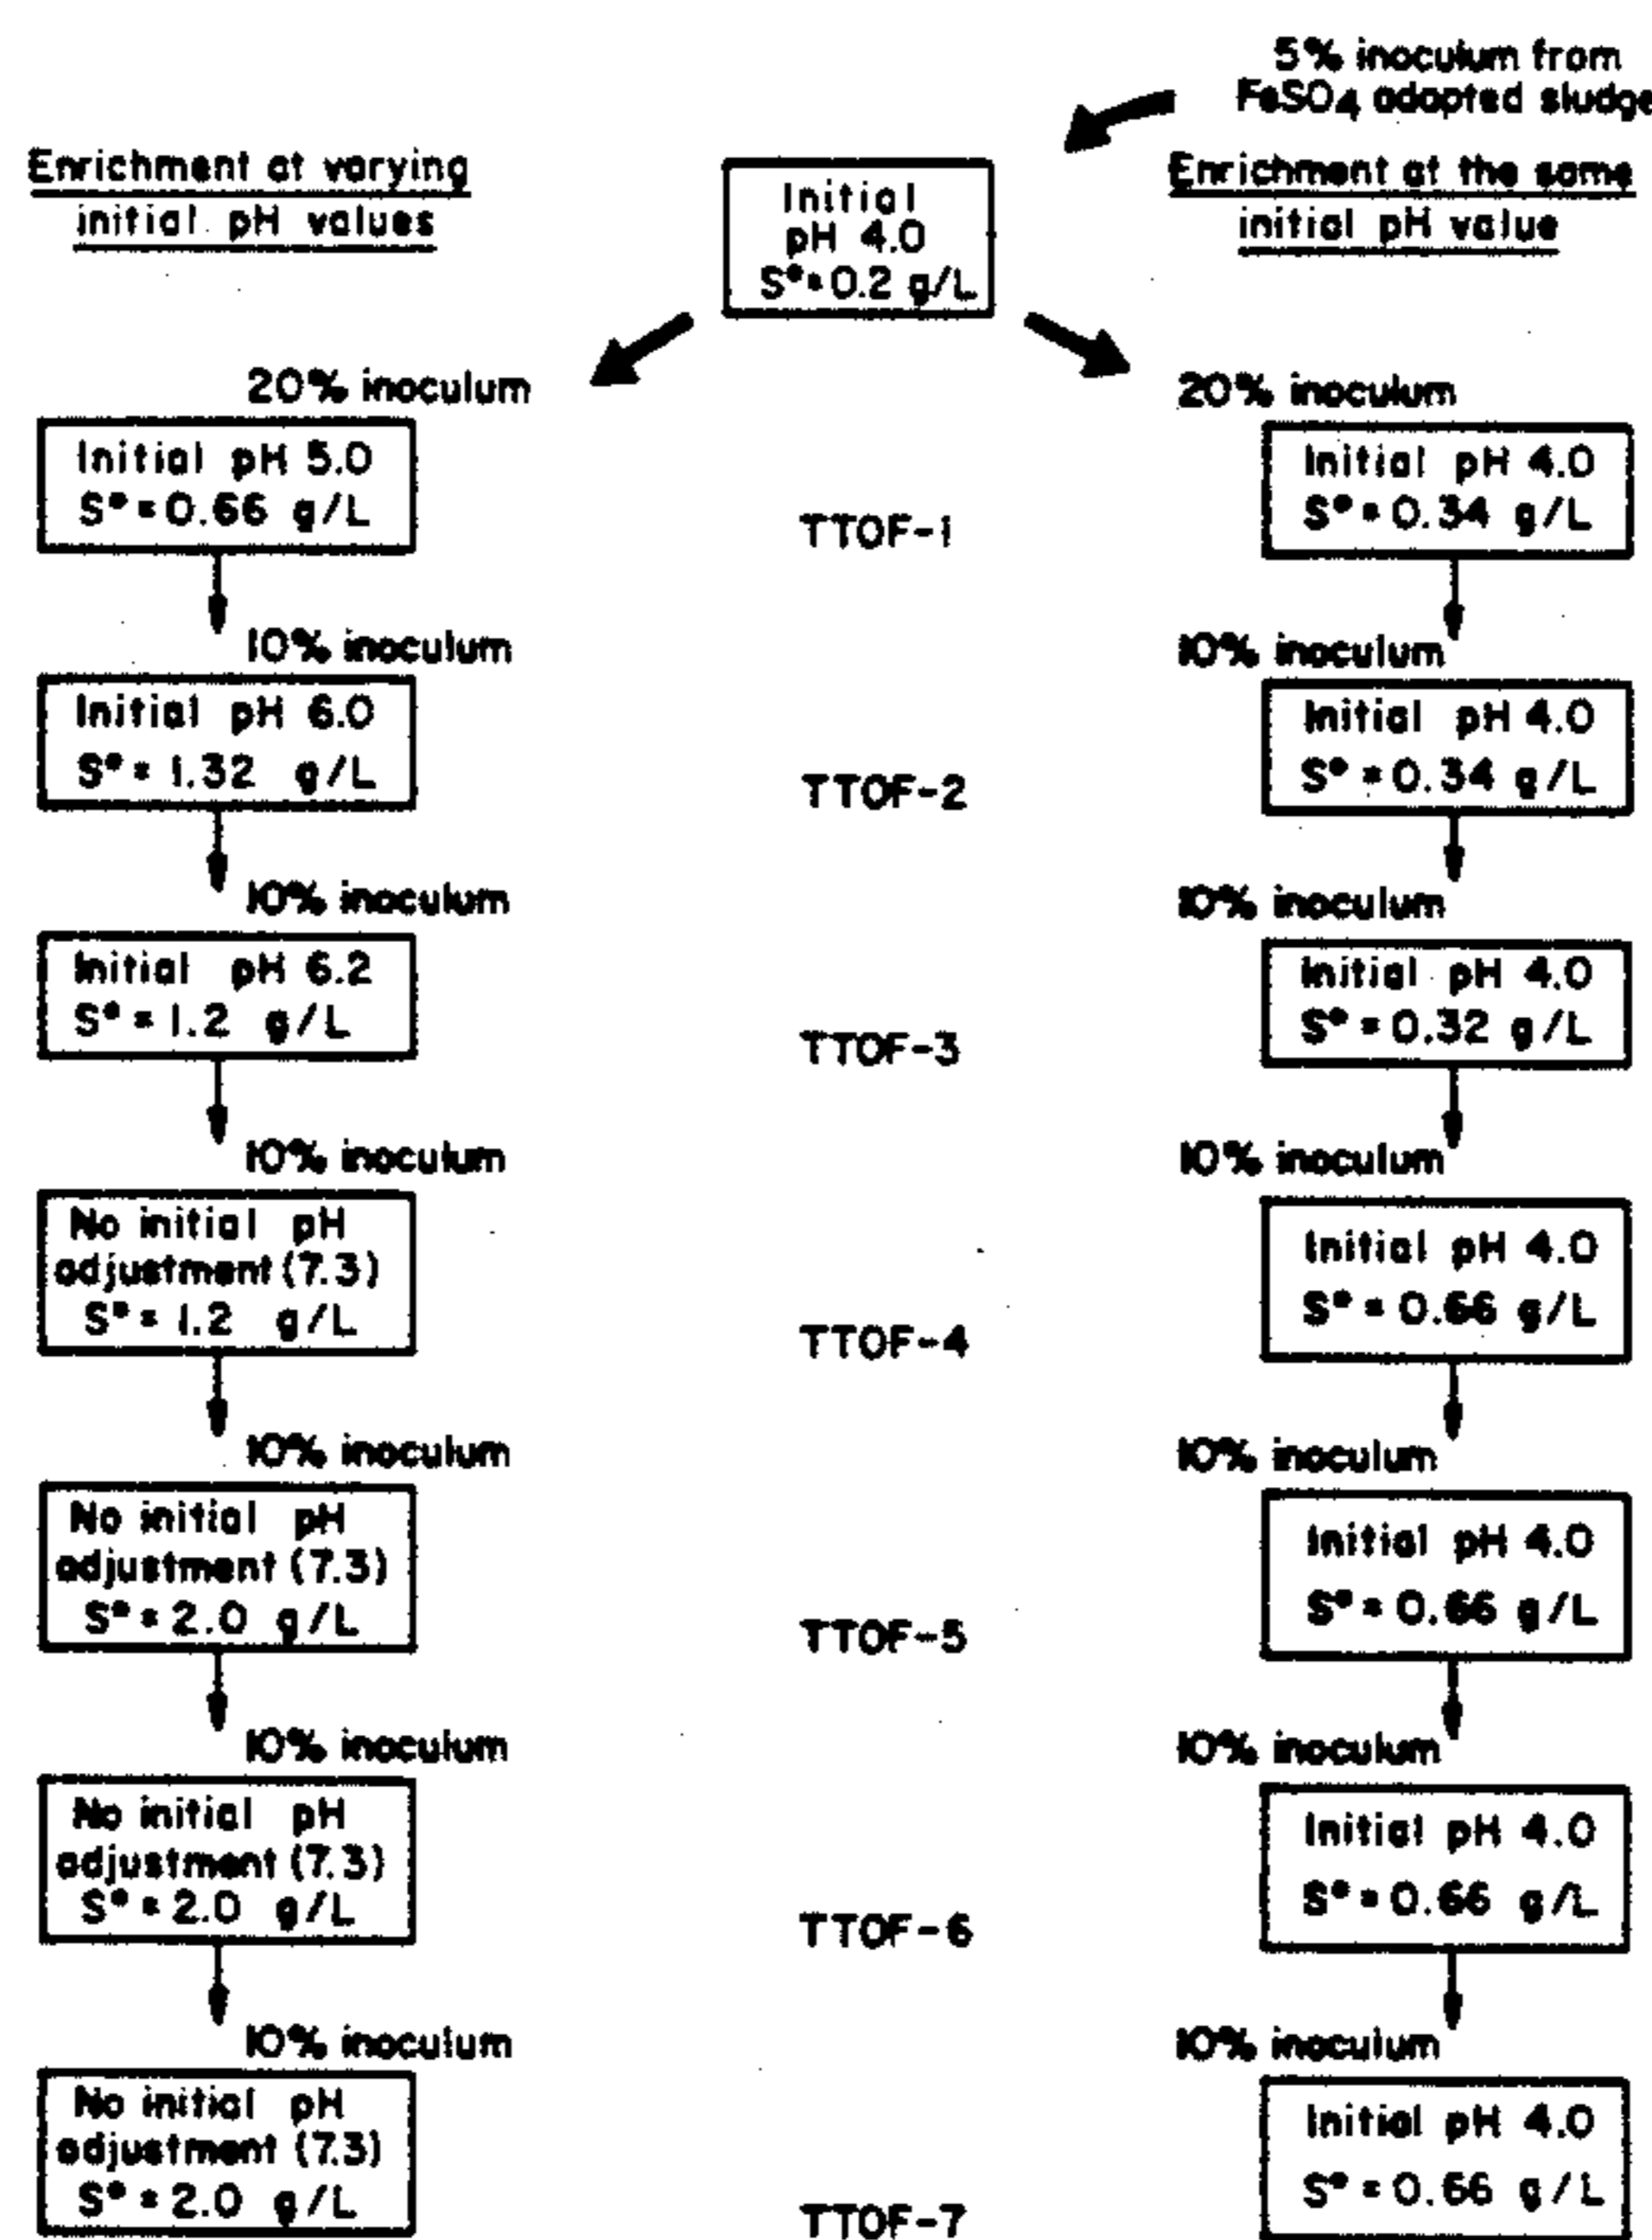 5% inoculum from
FeSO4 adapted sludge
Enrichment at varying
initial pH values
Initial
pH 4.0
S°=0.2 g/L
Enrichment at the same
initial pH value
20% inoculum
20% inoculum
Initial pH 5.0
S°=0.66 g/L
TTOF-1
Initial pH 4.0
S°=0.34 g/L
10% inoculum
10% inoculum
Initial pH 6.0
S°=1.32 g/L
TTOF-2
Initial pH 4.0
S°=0.34 g/L
10% inoculum
10% inoculum
Initial pH 6.2
S°=1.2 g/L
TTOF-3
Initial pH 4.0
S°=0.32 g/L
10% inoculum
10% inoculum
No initial pH
adjustment (7.3)
S°=1.2 g/L
TTOF-4
Initial pH 4.0
S°=0.66 g/L
10% inoculum
10% inoculum
No initial pH
adjustment (7.3)
S°=2.0 g/L
TTOF-5
Initial pH 4.0
S°=0.66 g/L
10% inoculum
10% inoculum
No initial pH
adjustment (7.3)
S°=2.0 g/L
TTOF-6
Initial pH 4.0
S°=0.66 g/L
10% inoculum
10% inoculum
No initial pH
adjustment (7.3)
S°=2.0 g/L
TTOF-7
Initial pH 4.0
S°=0.66 g/L